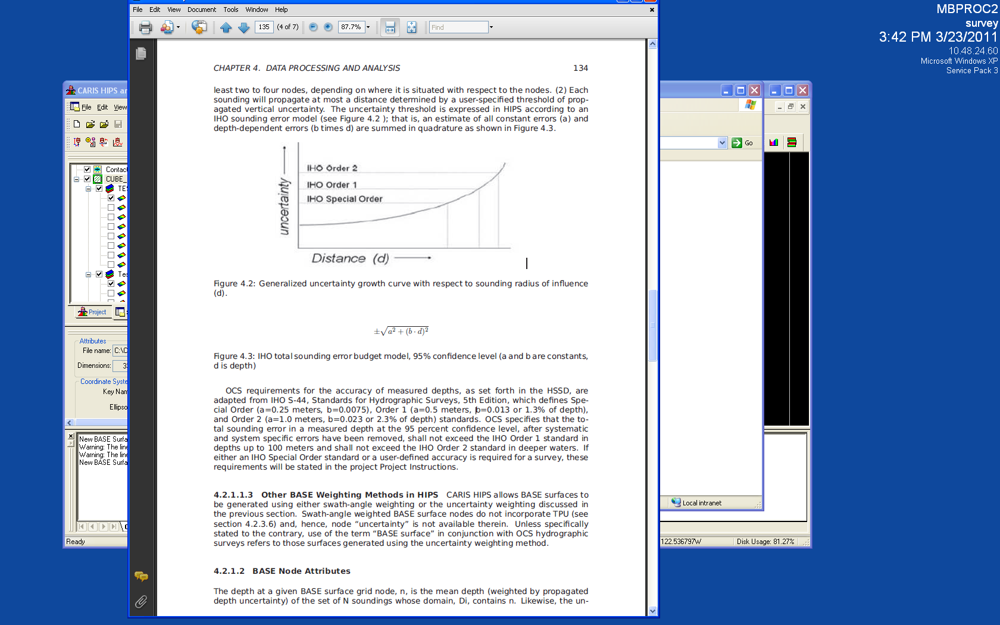 File Edit View Document Tools Window Help
135 (4 of 7) 87.7% Find
CHAPTER 4. DATA PROCESSING AND ANALYSIS 134
least two to four nodes, depending on where it is situated with respect to the nodes. (2) Each
sounding will propagate at most a distance determined by a user-specified threshold of prop-
agated vertical uncertainty. The uncertainty threshold is expressed in HIPS according to an
IHO sounding error model (see Figure 4.2 ); that is, an estimate of all constant errors (a) and
depth-dependent errors (b times d) are summed in quadrature as shown in Figure 4.3.
uncertainty
IHO Order 2
IHO Order 1
IHO Special Order
Distance (d)
Figure 4.2: Generalized uncertainty growth curve with respect to sounding radius of influence
(d).
±√a² + (b · d)²
Figure 4.3: IHO total sounding error budget model, 95% confidence level (a and b are constants,
d is depth)
OCS requirements for the accuracy of measured depths, as set forth in the HSSD, are
adapted from IHO S-44, Standards for Hydrographic Surveys, 5th Edition, which defines Spe-
cial Order (a=0.25 meters, b=0.0075), Order 1 (a=0.5 meters, b=0.013 or 1.3% of depth),
and Order 2 (a=1.0 meters, b=0.023 or 2.3% of depth) standards. OCS specifies that the to-
tal sounding error in a measured depth at the 95 percent confidence level, after systematic
and system specific errors have been removed, shall not exceed the IHO Order 1 standard in
depths up to 100 meters and shall not exceed the IHO Order 2 standard in deeper waters. If
either an IHO Special Order standard or a user-defined accuracy is required for a survey, these
requirements will be stated in the project Project Instructions.
4.2.1.1.3 Other BASE Weighting Methods in HIPS CARIS HIPS allows BASE surfaces to
be generated using either swath-angle weighting or the uncertainty weighting discussed in
the previous section. Swath-angle weighted BASE surface nodes do not incorporate TPU (see
section 4.2.3.6) and, hence, node “uncertainty” is not available therein. Unless specifically
stated to the contrary, use of the term “BASE surface” in conjunction with OCS hydrographic
surveys refers to those surfaces generated using the uncertainty weighting method.
4.2.1.2 BASE Node Attributes
The depth at a given BASE surface grid node, n, is the mean depth (weighted by propagated
depth uncertainty) of the set of N soundings whose domain, Di, contains n. Likewise, the un-
MBPROC2
survey
3:42 PM 3/23/2011
10.48.24.60
Microsoft Windows XP
Service Pack 3
CARIS HIPS ar
File Edit View
Contac
CUBE_
TES
Tes
Project
Attributes
File name: C:\C
Dimensions: 33
Coordinate Syste
Key Nam
Ellipso
New BASE Surfa
Warning: The line
Warning: The line
New BASE Surfa
Ready
Go
Local intranet
122.536797W Disk Usage: 81.27%